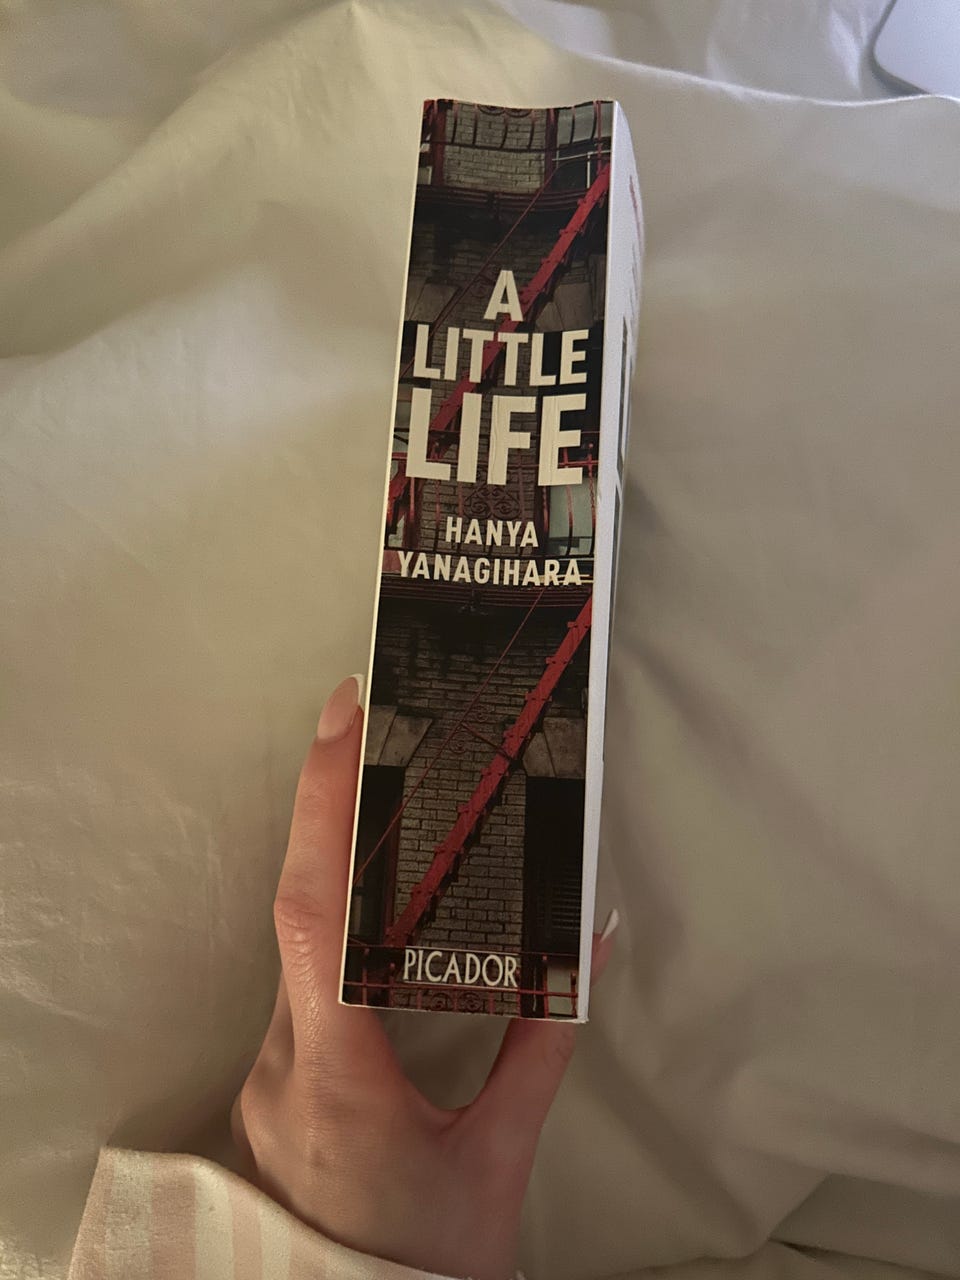 A
LITTLE
LIFE
HANYA
YANAGIHARA
PICADOR